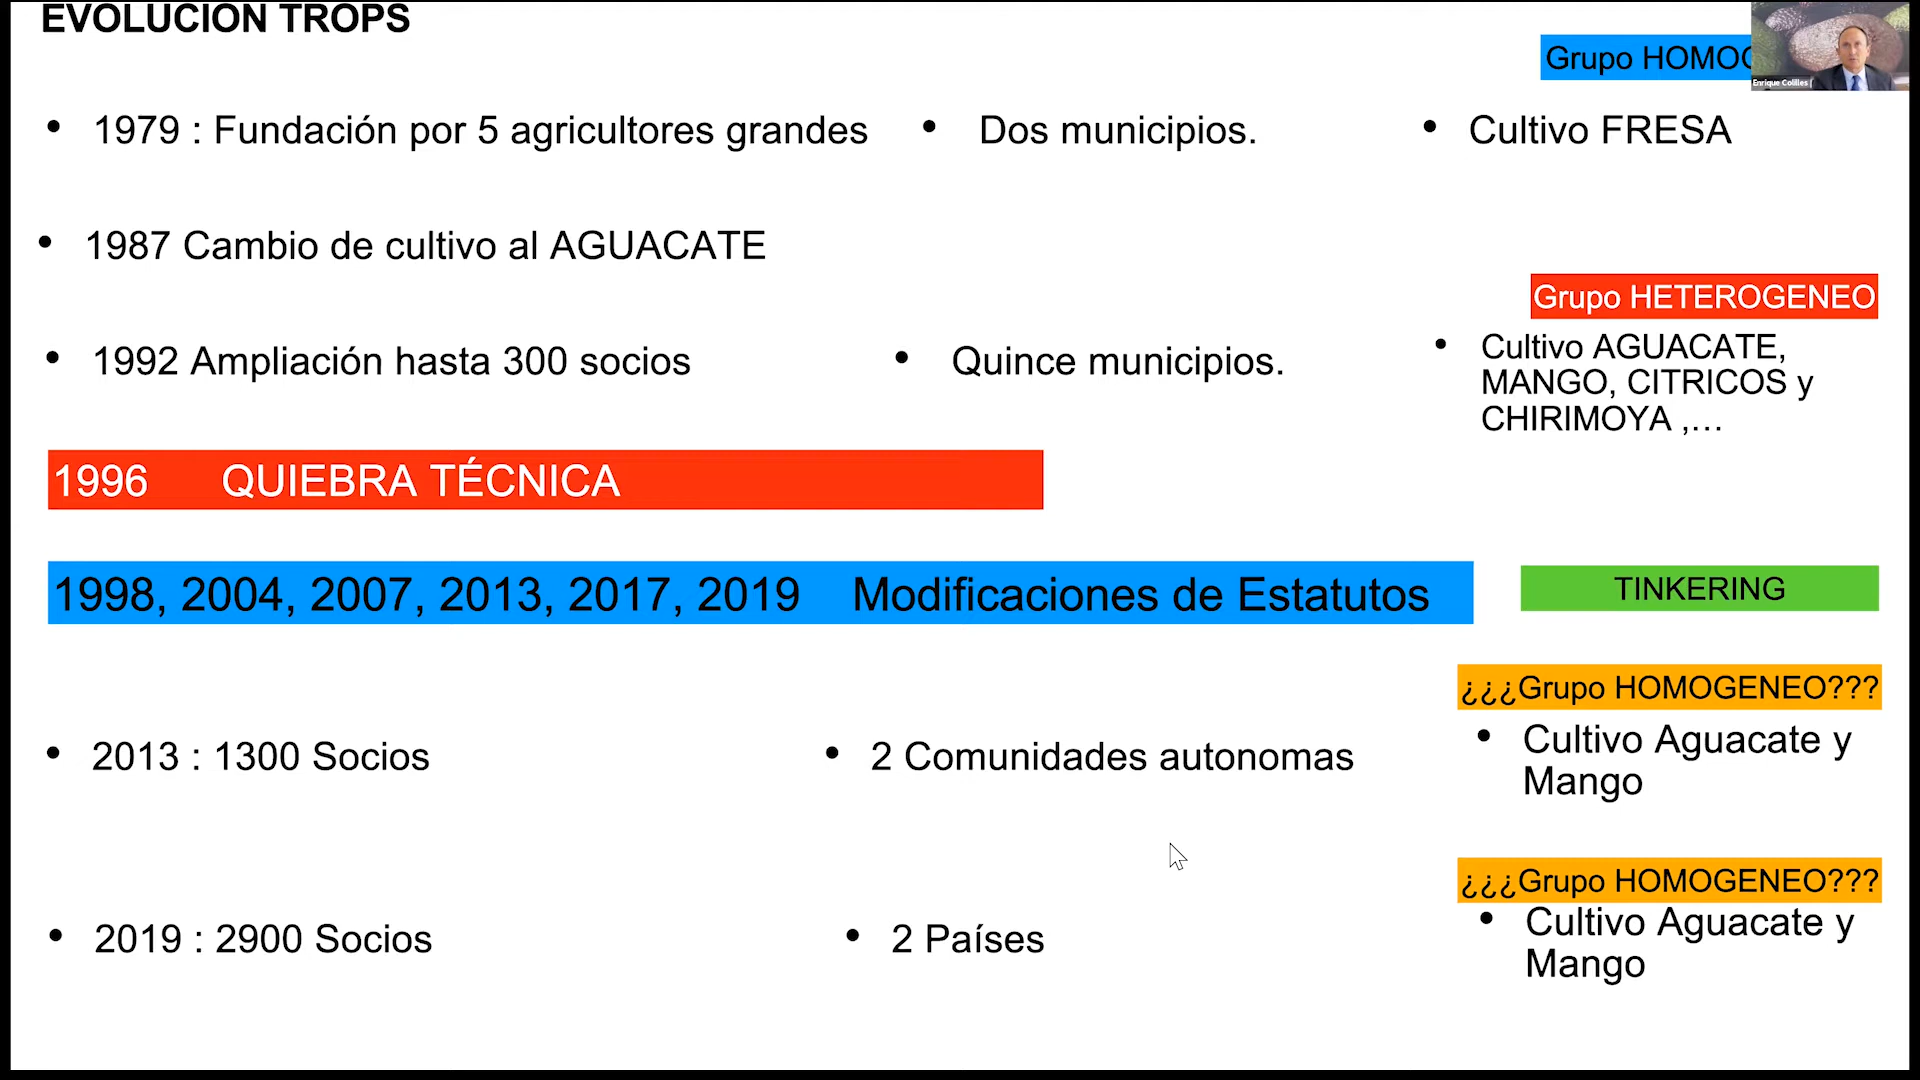 EVOLUCION TROPS
Grupo HOMOG
Enrique Colilles
• 1979 : Fundación por 5 agricultores grandes
• Dos municipios.
• Cultivo FRESA
• 1987 Cambio de cultivo al AGUACATE
Grupo HETEROGENEO
• 1992 Ampliación hasta 300 socios
• Quince municipios.
• Cultivo AGUACATE,
MANGO, CITRICOS y
CHIRIMOYA ,…
1996 QUIEBRA TÉCNICA
1998, 2004, 2007, 2013, 2017, 2019 Modificaciones de Estatutos
TINKERING
¿¿¿Grupo HOMOGENEO???
• 2013 : 1300 Socios
• 2 Comunidades autonomas
• Cultivo Aguacate y
Mango
¿¿¿Grupo HOMOGENEO???
• 2019 : 2900 Socios
• 2 Países
• Cultivo Aguacate y
Mango